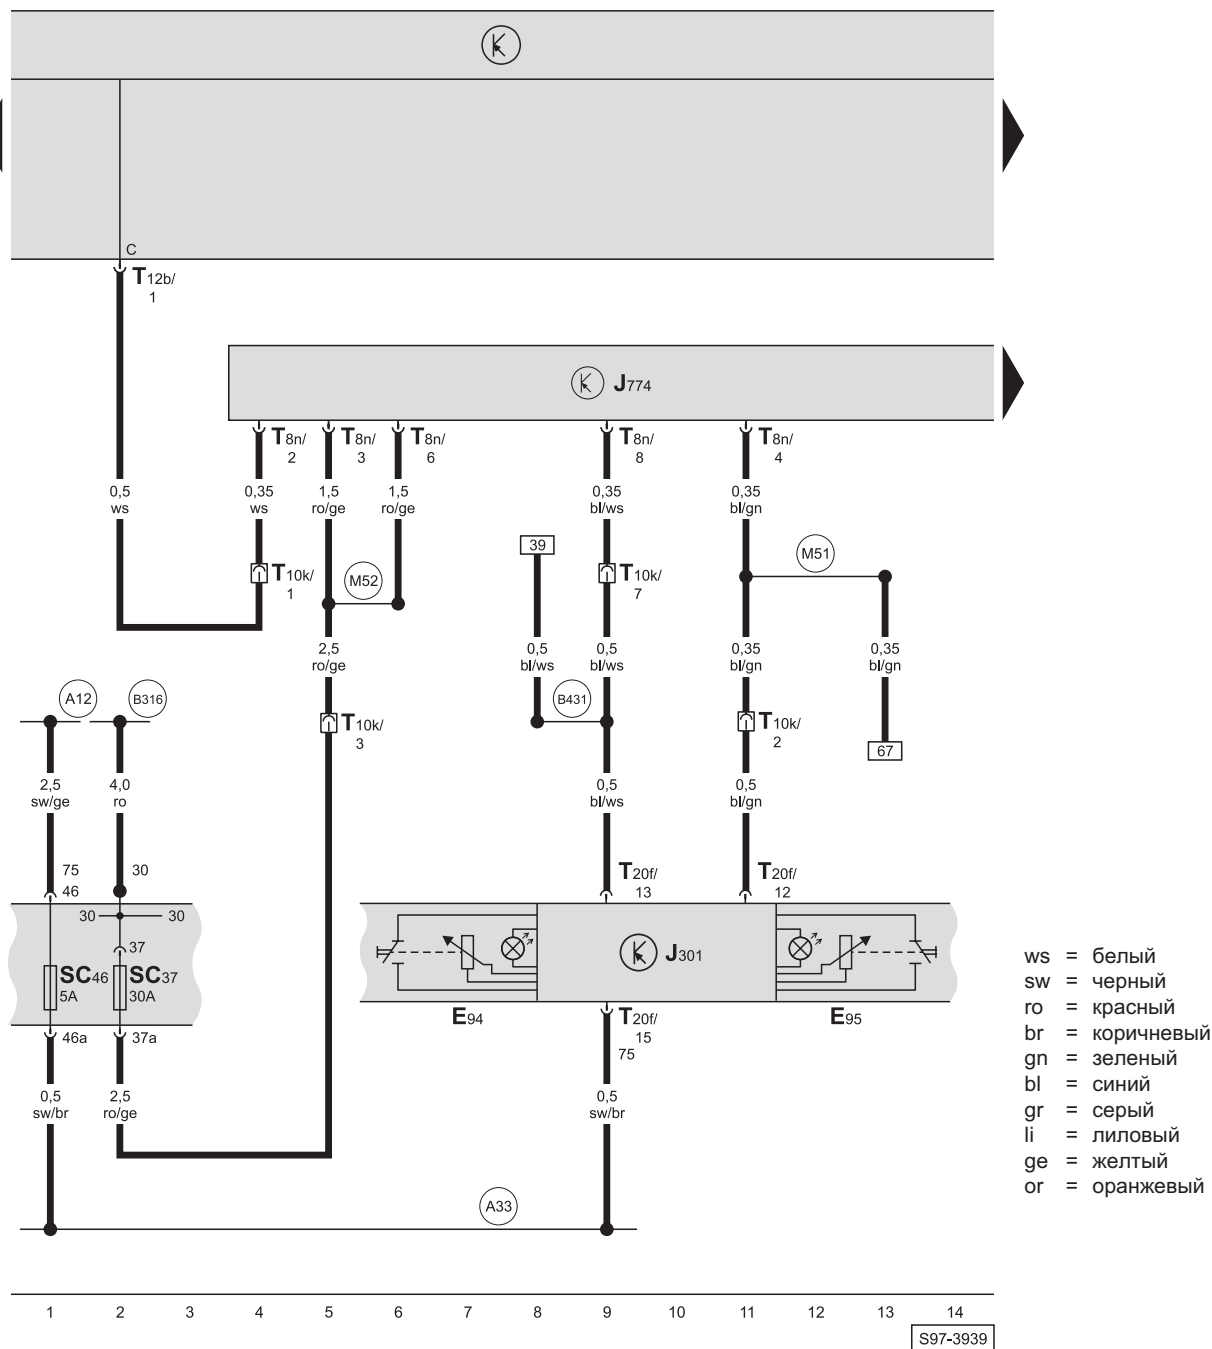 C
T12b/
1
J774
T8n/ T8n/ T8n/ T8n/ T8n/
2 3 6 8 4
0,5 0,35 1,5 1,5 0,35 0,35
ws ws ro/ge ro/ge bl/ws bl/gn
39
M51
T10k/
1
M52
T10k/
7
2,5 0,5 0,5 0,35 0,35
ro/ge bl/ws bl/ws bl/gn bl/gn
A12 B316 B431
T10k/
3
T10k/
2
67
2,5 4,0 0,5 0,5
sw/ge ro bl/ws bl/gn
75 30
46
T20f/ T20f/
13 12
30 30
37
SC46 SC37
5A 30A
J301
E94 E95
46a 37a
T20f/
15
75
0,5 2,5 0,5
sw/br ro/ge sw/br
A33
ws = белый
sw = черный
ro = красный
br = коричневый
gn = зеленый
bl = синий
gr = серый
li = лиловый
ge = желтый
or = оранжевый
1 2 3 4 5 6 7 8 9 10 11 12 13 14
S97-3939